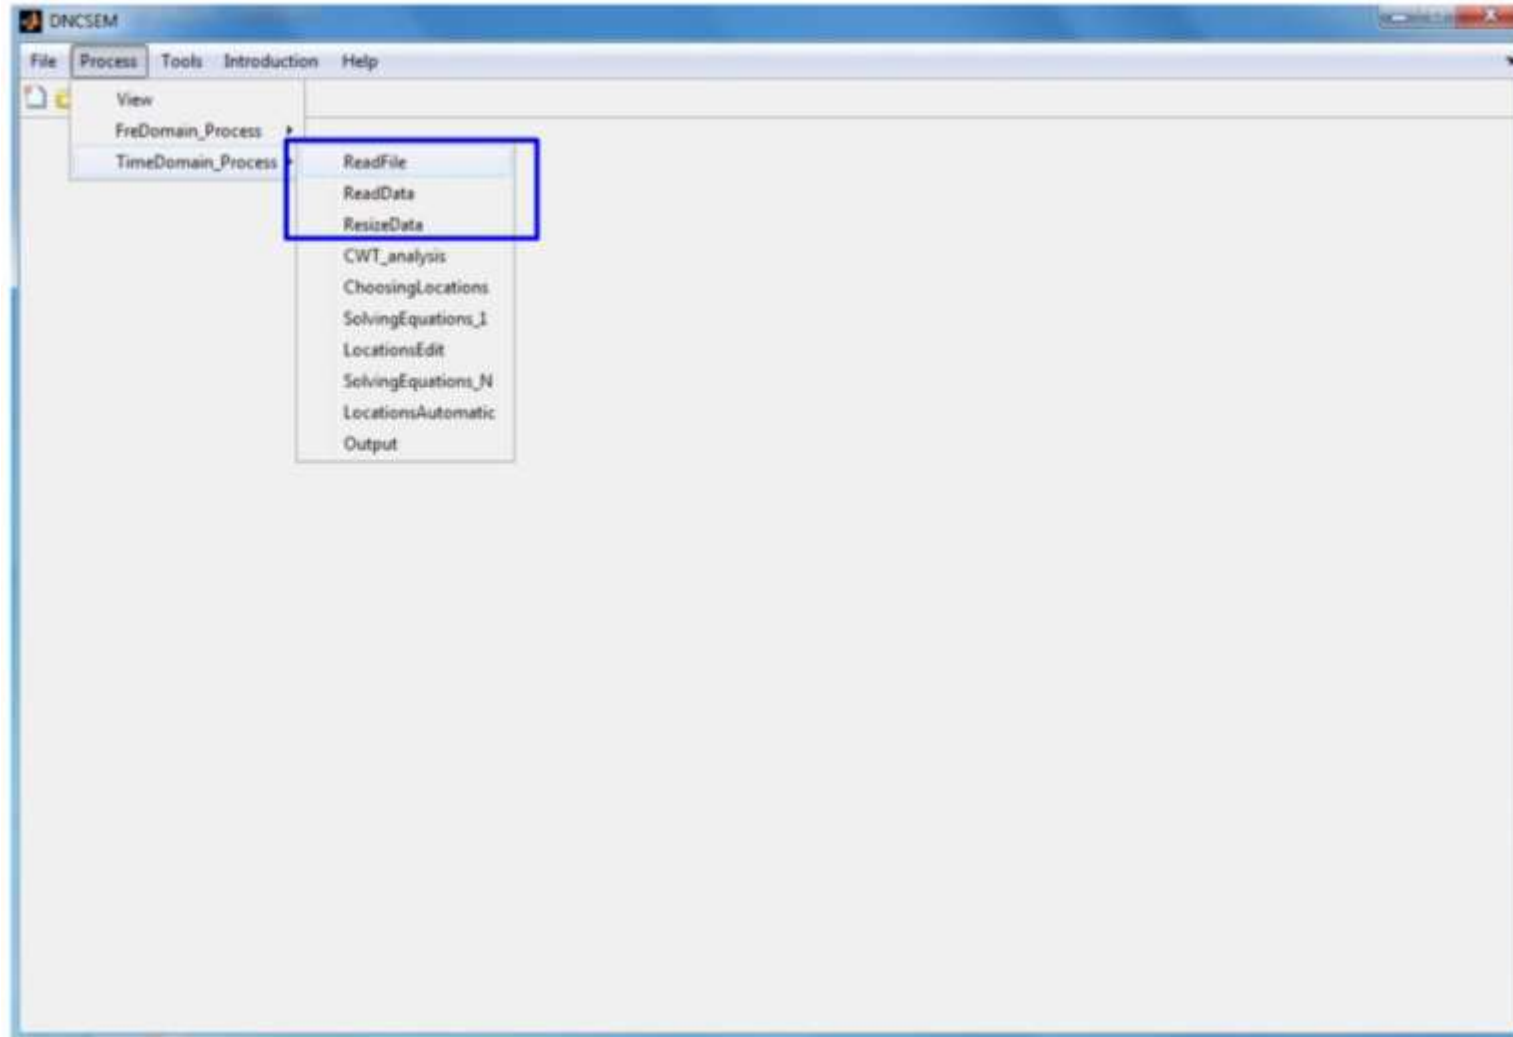 DNCSEM
File Process Tools Introduction Help
View
FreDomain_Process
TimeDomain_Process
ReadFile
ReadData
ResizeData
CWT_analysis
ChoosingLocations
SolvingEquations_1
LocationsEdit
SolvingEquations_N
LocationsAutomatic
Output